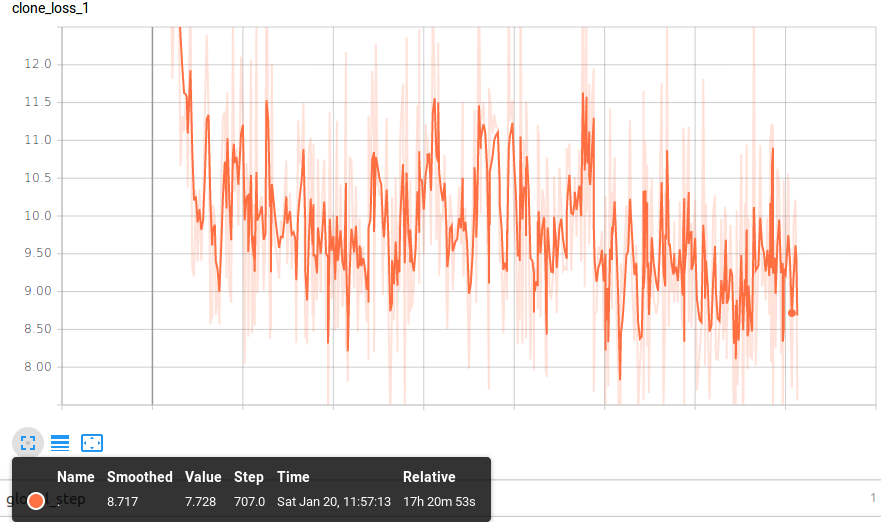 clone_loss_1
12.0
11.5
11.0
10.5
10.0
9.50
9.00
8.50
8.00
Name Smoothed Value Step Time Relative
. 8.717 7.728 707.0 Sat Jan 20, 11:57:13 17h 20m 53s
global_step 1